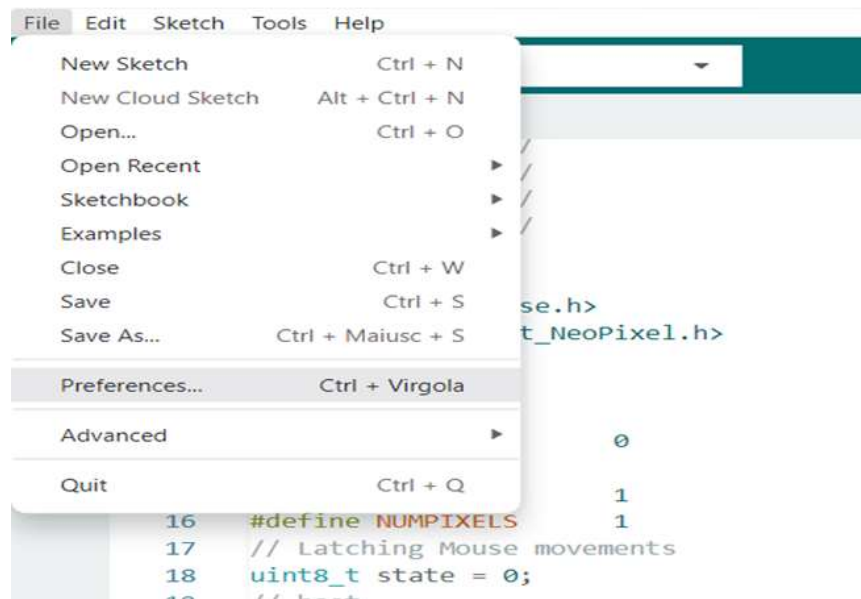 File Edit Sketch Tools Help
New Sketch Ctrl + N
New Cloud Sketch Alt + Ctrl + N
Open... Ctrl + O
Open Recent
Sketchbook
Examples
Close Ctrl + W
Save Ctrl + S
Save As... Ctrl + Maiusc + S
Preferences... Ctrl + Virgola
Advanced
Quit Ctrl + Q
/
/
/
/
se.h>
t_NeoPixel.h>
0
1
16 #define NUMPIXELS 1
17 // Latching Mouse movements
18 uint8_t state = 0;